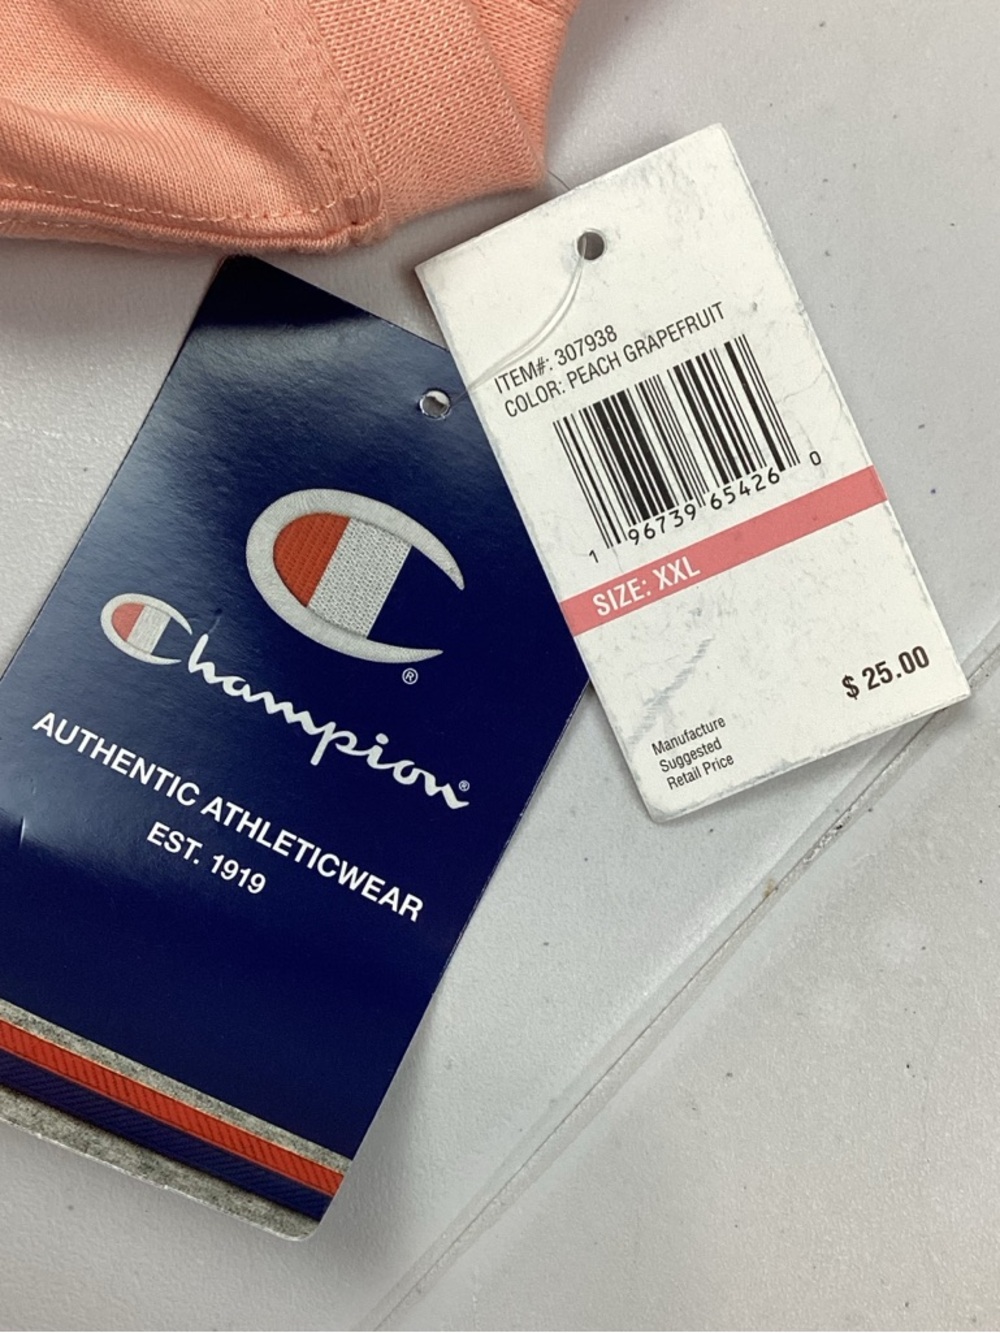 Champion®
AUTHENTIC ATHLETICWEAR
EST. 1919
®
ITEM#: 307938
COLOR: PEACH GRAPEFRUIT
1 96739 65426 0
SIZE: XXL
$ 25.00
Manufacture
Suggested
Retail Price